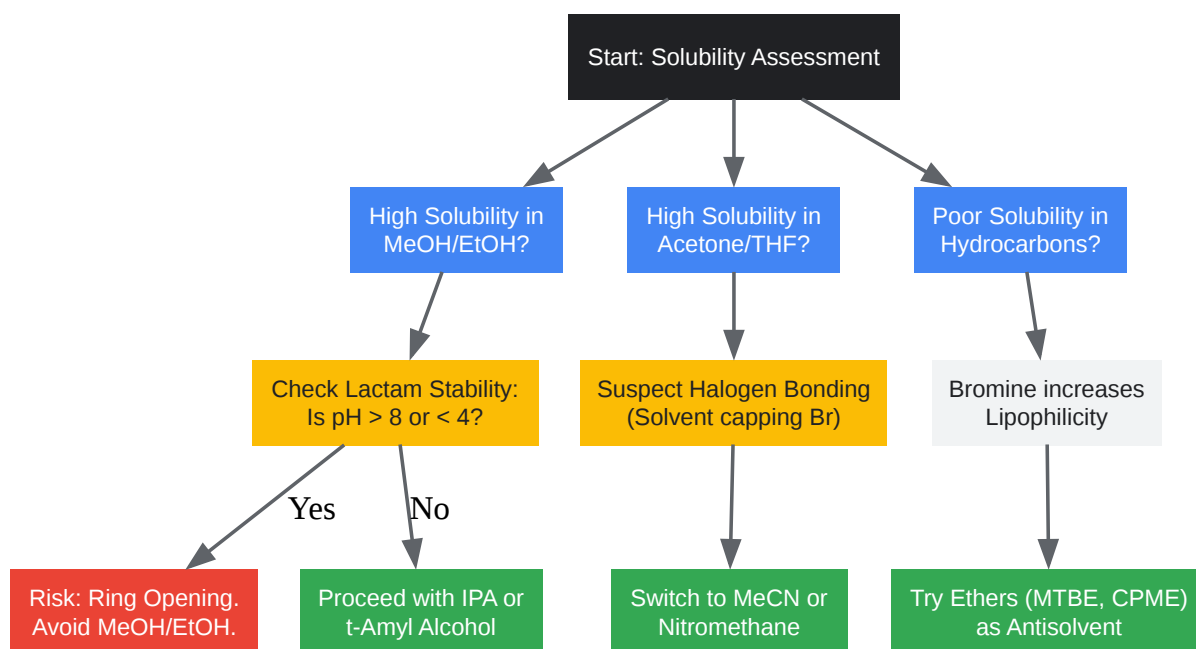 Start: Solubility Assessment
High Solubility in
MeOH/EtOH?
High Solubility in
Acetone/THF?
Poor Solubility in
Hydrocarbons?
Check Lactam Stability:
Is pH > 8 or < 4?
Suspect Halogen Bonding
(Solvent capping Br)
Bromine increases
Lipophilicity
Yes
No
Risk: Ring Opening.
Avoid MeOH/EtOH.
Proceed with IPA or
t-Amyl Alcohol
Switch to MeCN or
Nitromethane
Try Ethers (MTBE, CPME)
as Antisolvent